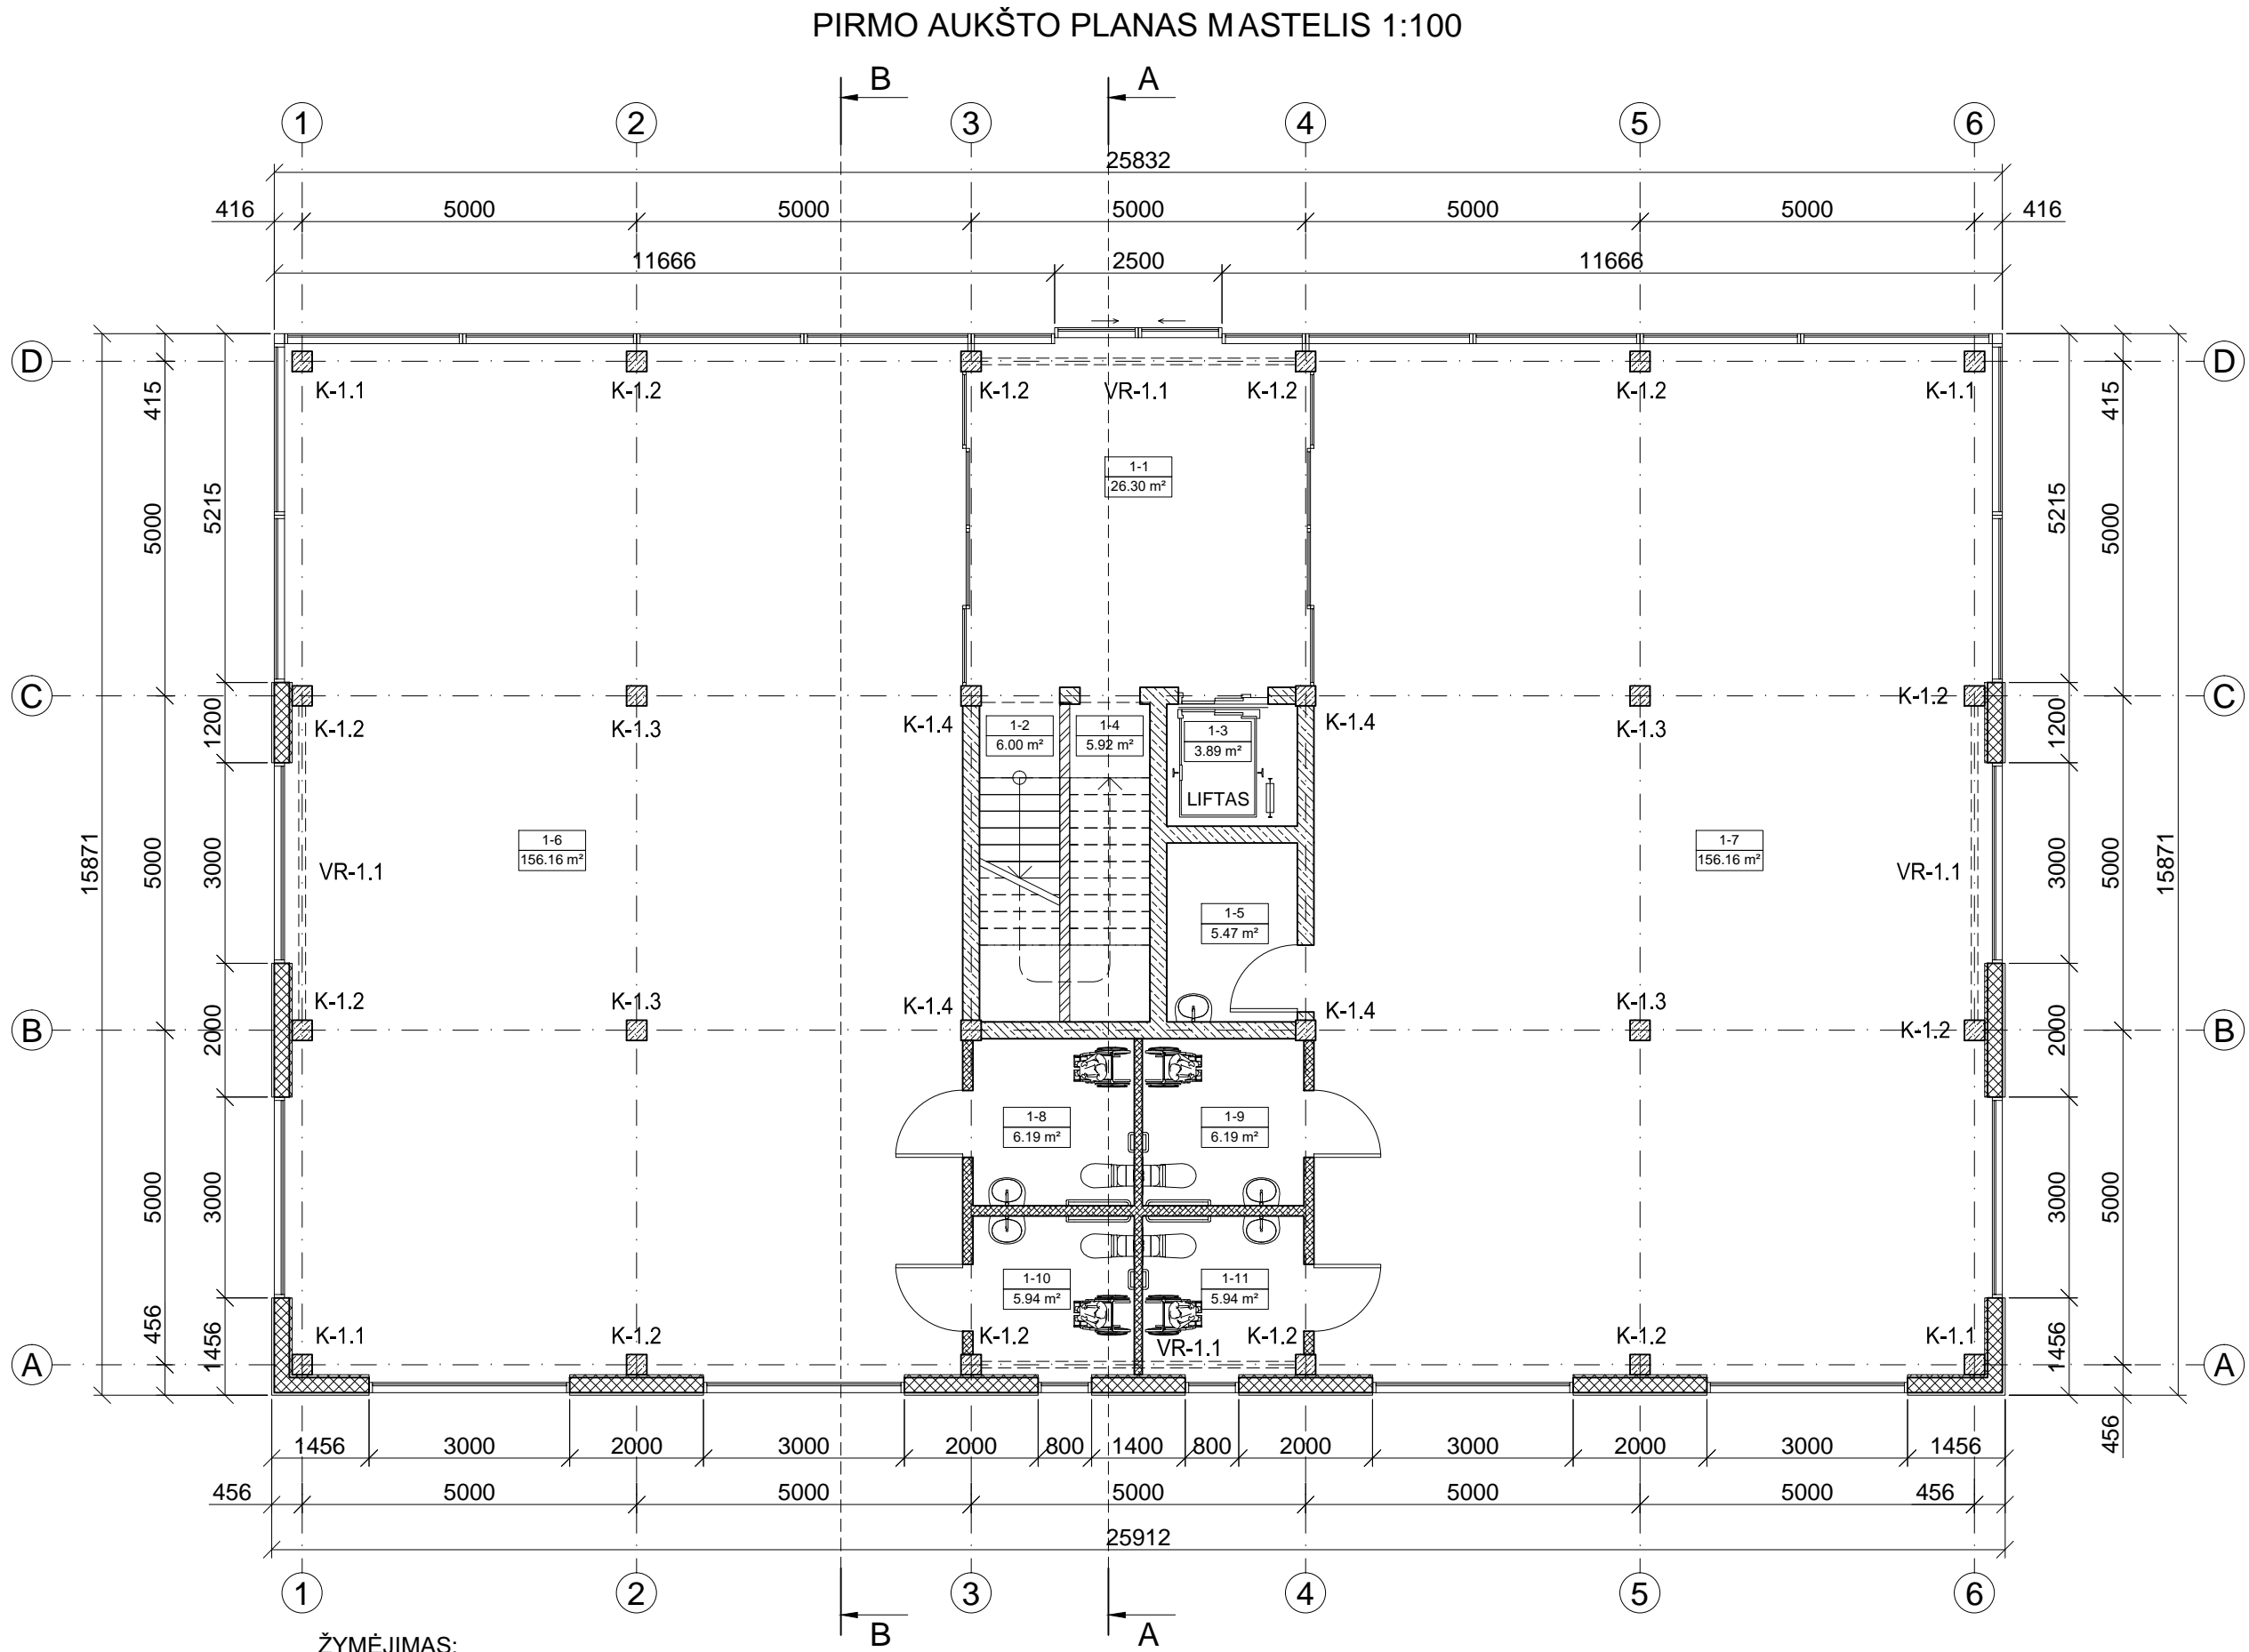 PIRMO AUKŠTO PLANAS MASTELIS 1:100
B A
1 2 3 4 5 6
25832
416 5000 5000 5000 5000 5000 416
11666 2500 11666
D D
K-1.1 K-1.2 K-1.2 VR-1.1 K-1.2 K-1.2 K-1.1
415 415
1-1
26.30 m²
5000 5215 5215 5000
C C
K-1.2 K-1.3 K-1.4 K-1.4 K-1.3 K-1.2
1200 1200
1-2 1-4 1-3
6.00 m² 5.92 m² 3.89 m²
LIFTAS
1-6 1-7
156.16 m² 156.16 m²
15871 5000 3000 VR-1.1 VR-1.1 3000 5000 15871
1-5
5.47 m²
K-1.2 K-1.3 K-1.4 K-1.4 K-1.3 K-1.2
B B
2000 2000
1-8 1-9
6.19 m² 6.19 m²
5000 3000 3000 5000
1-10 1-11
5.94 m² 5.94 m²
K-1.1 K-1.2 K-1.2 VR-1.1 K-1.2 K-1.2 K-1.1
456 1456 1456 456
A A
1456 3000 2000 3000 2000 800 1400 800 2000 3000 2000 3000 1456
456 5000 5000 5000 5000 5000 456
25912
1 2 3 4 5 6
B A
ŽYMĖJIMAS: